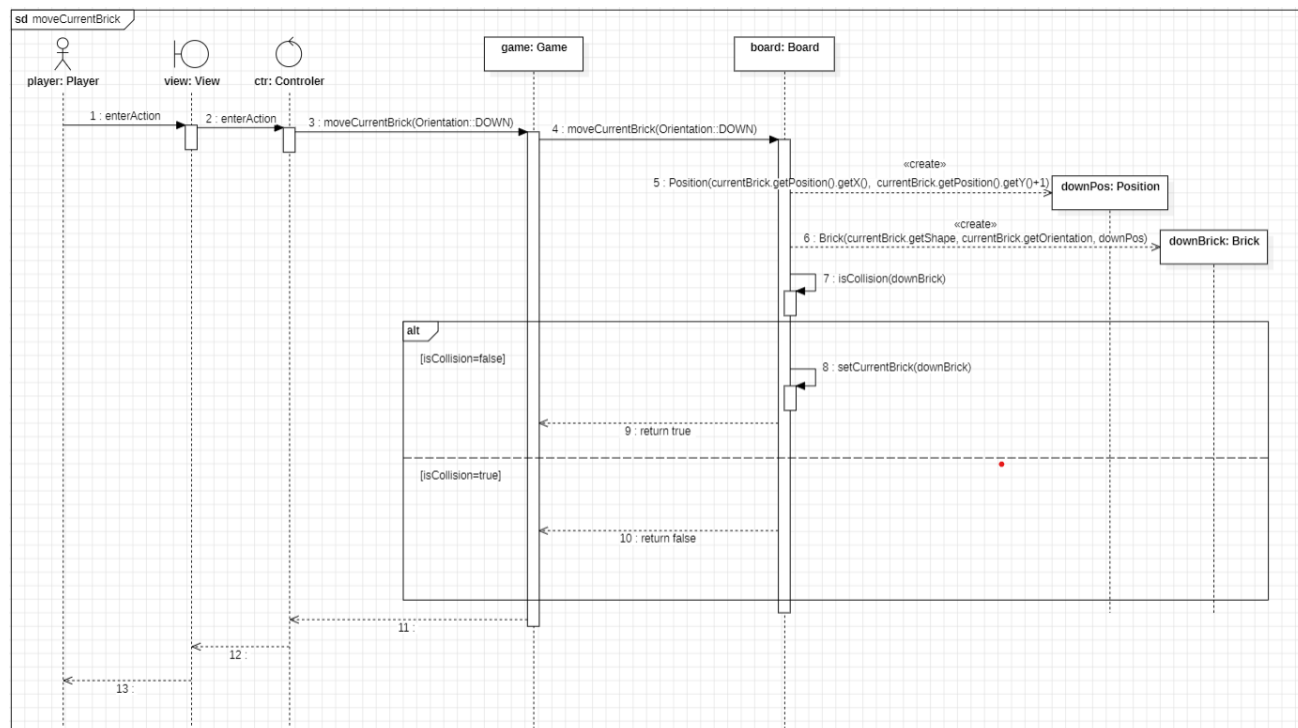 sd moveCurrentBrick
player: Player
view: View
ctr: Controler
game: Game
board: Board
1 : enterAction
2 : enterAction
3 : moveCurrentBrick(Orientation::DOWN)
4 : moveCurrentBrick(Orientation::DOWN)
«create»
5 : Position(currentBrick.getPosition().getX(), currentBrick.getPosition().getY()+1)
downPos: Position
«create»
6 : Brick(currentBrick.getShape, currentBrick.getOrientation, downPos)
downBrick: Brick
7 : isCollision(downBrick)
alt
[isCollision=false]
8 : setCurrentBrick(downBrick)
9 : return true
[isCollision=true]
10 : return false
11 :
12 :
13 :